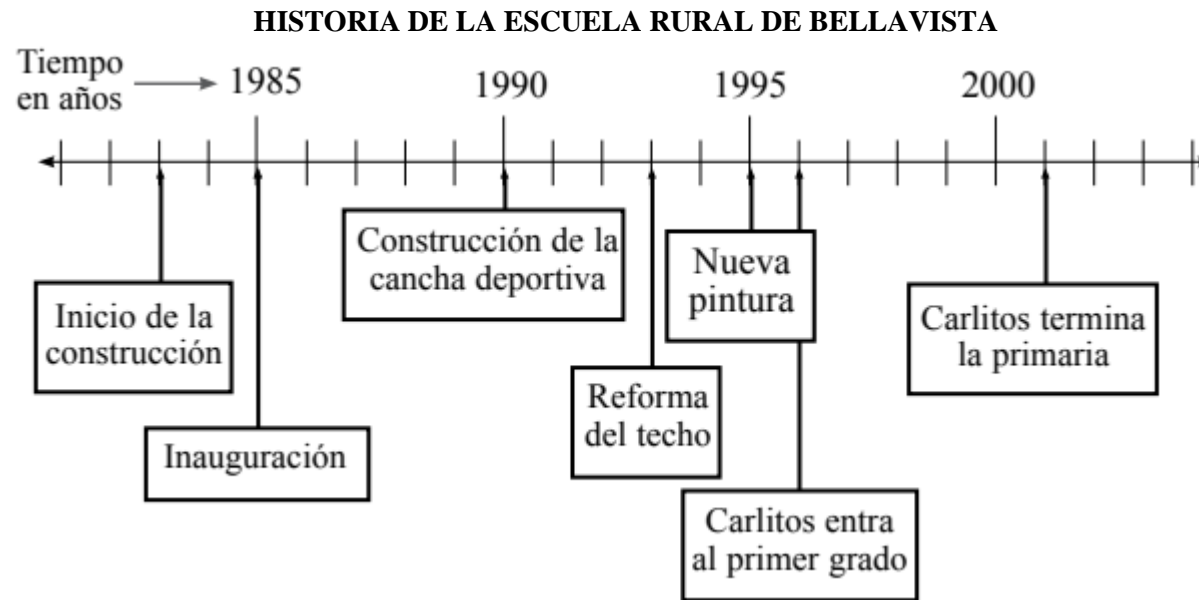 HISTORIA DE LA ESCUELA RURAL DE BELLAVISTA
Tiempo
en años
1985
1990
1995
2000
Inicio de la
construcción
Inauguración
Construcción de la
cancha deportiva
Reforma
del techo
Nueva
pintura
Carlitos entra
al primer grado
Carlitos termina
la primaria